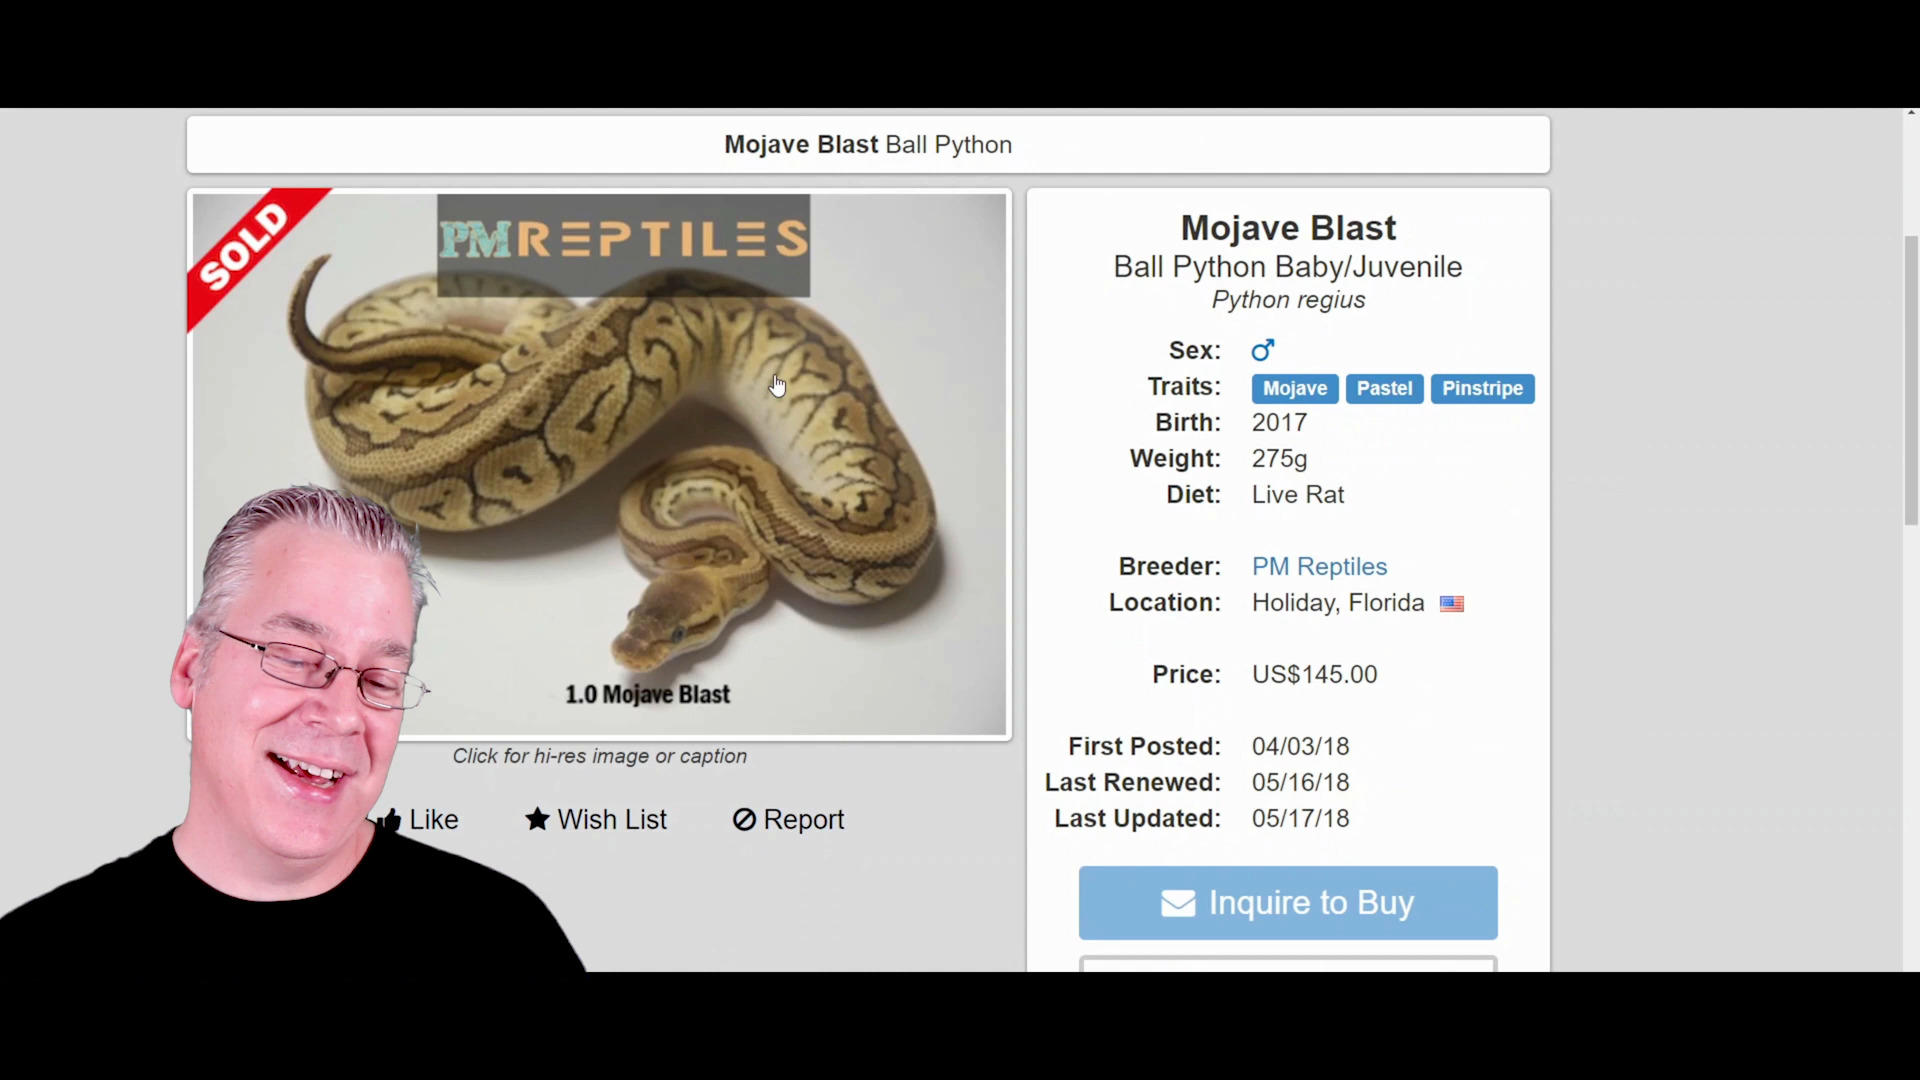 Mojave Blast Ball Python
SOLD
PMREPTILES
1.0 Mojave Blast
Click for hi-res image or caption
Like
Wish List
Report
Mojave Blast
Ball Python Baby/Juvenile
Python regius
Sex: ♂
Traits: Mojave Pastel Pinstripe
Birth: 2017
Weight: 275g
Diet: Live Rat
Breeder: PM Reptiles
Location: Holiday, Florida
Price: US$145.00
First Posted: 04/03/18
Last Renewed: 05/16/18
Last Updated: 05/17/18
Inquire to Buy